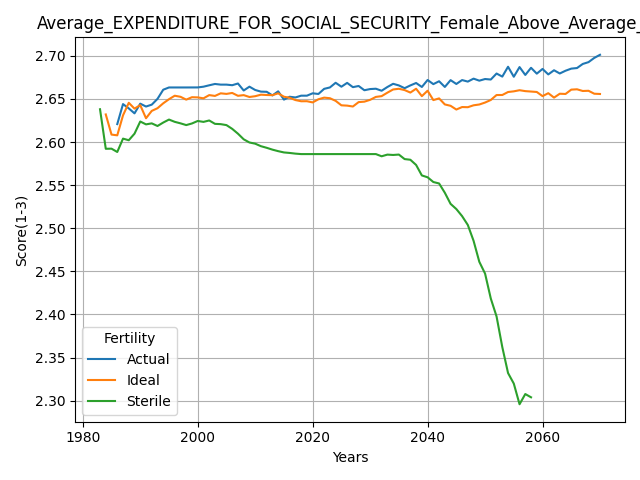 Average_EXPENDITURE_FOR_SOCIAL_SECURITY_Female_Above_Average_
2.70
2.65
2.60
2.55
2.50
2.45
2.40
2.35
2.30
Score(1-3)
Fertility
Actual
Ideal
Sterile
1980 2000 2020 2040 2060
Years